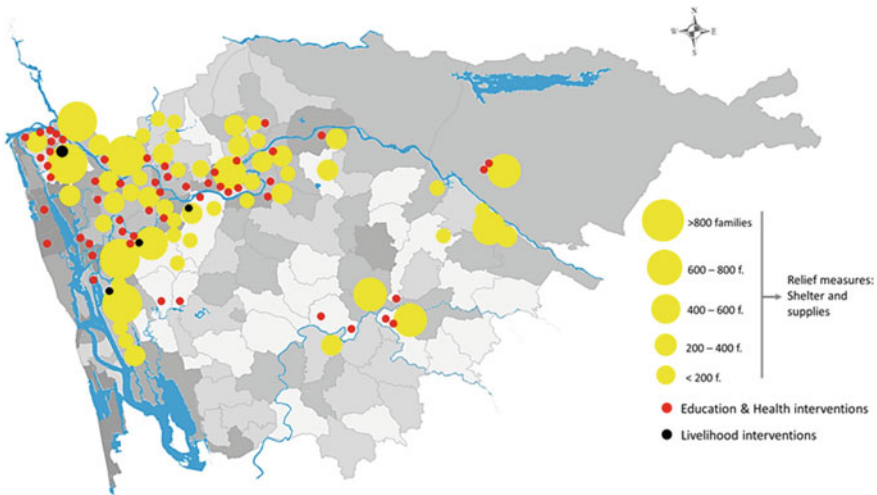 N
W E
S
>800 families
600 – 800 f.
400 – 600 f.
200 – 400 f.
< 200 f.
Relief measures:
Shelter and
supplies
Education & Health interventions
Livelihood interventions